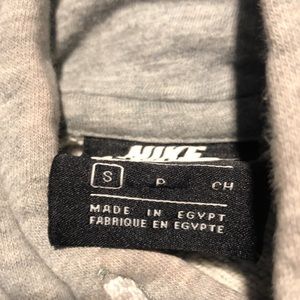 NIKE
S P CH
MADE IN EGYPT
FABRIQUE EN EGYPTE